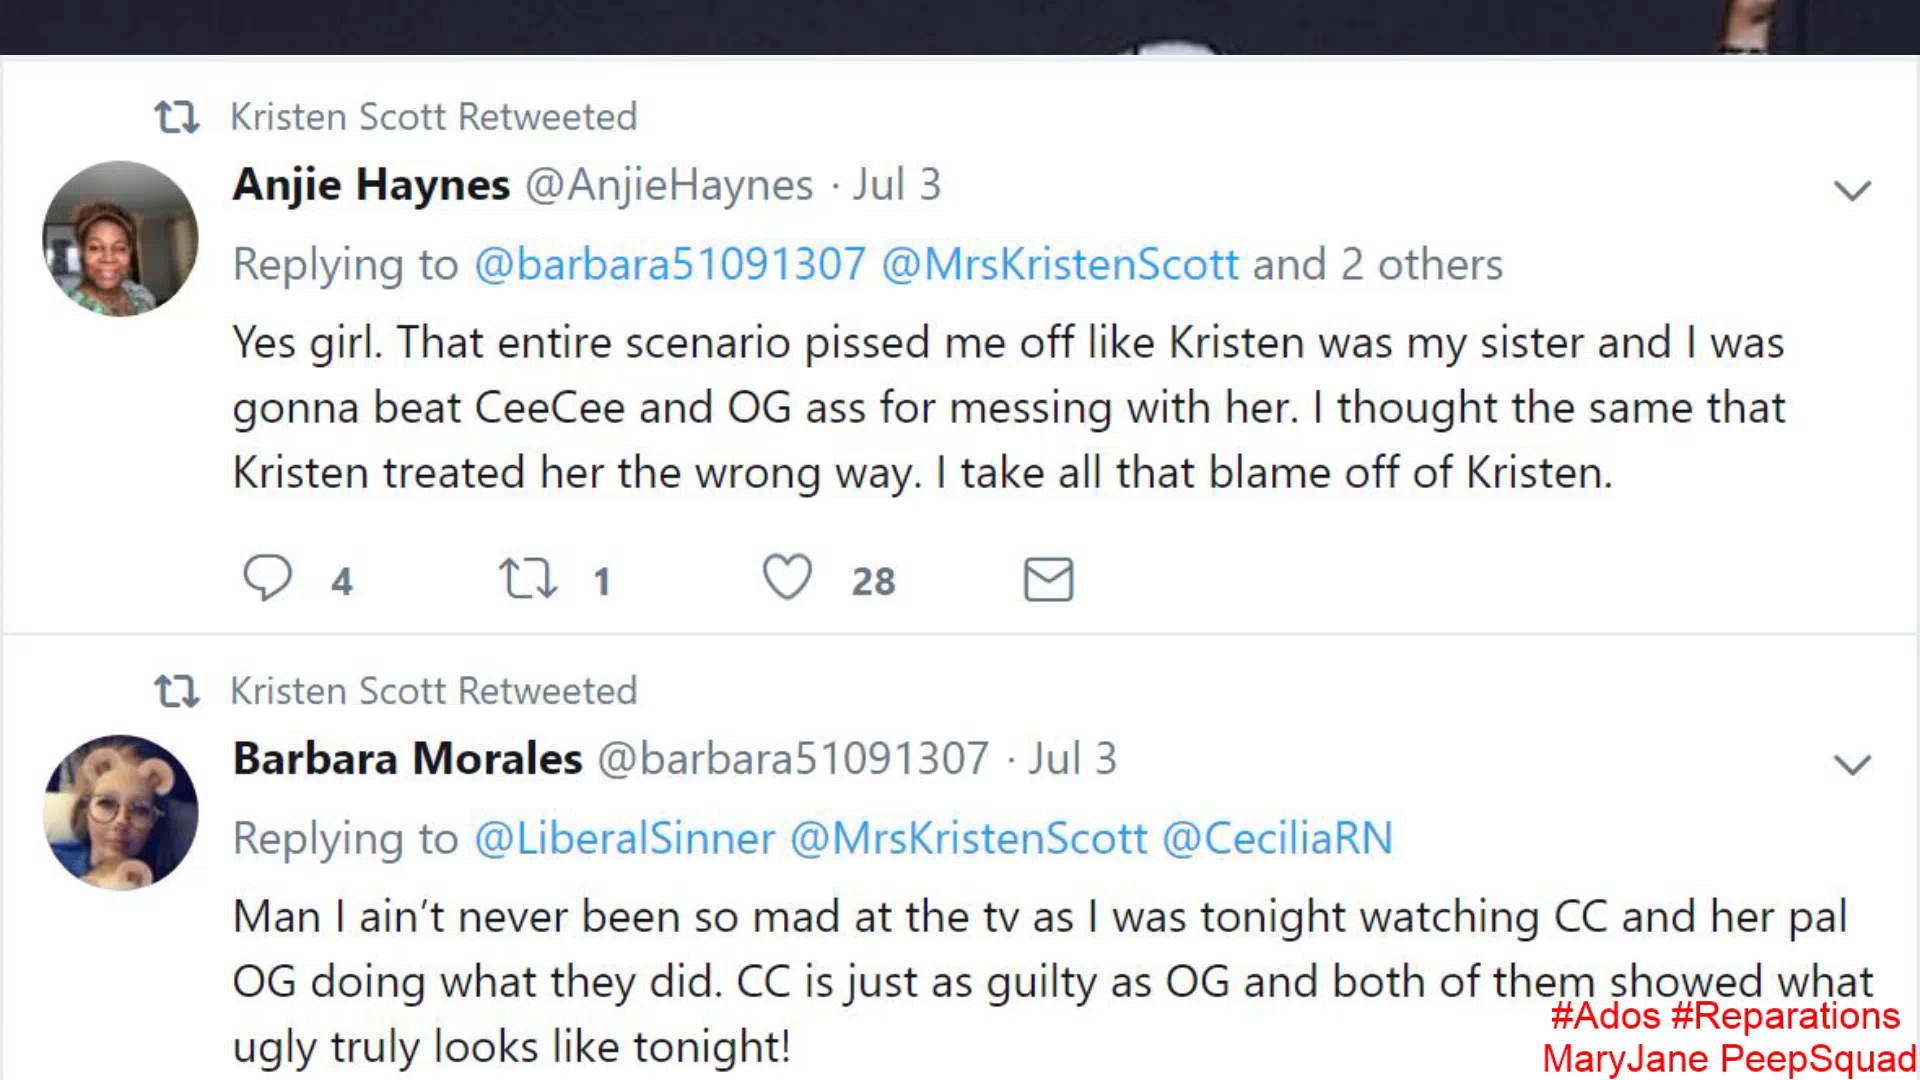 Kristen Scott Retweeted
Anjie Haynes @AnjieHaynes · Jul 3
Replying to @barbara51091307 @MrsKristenScott and 2 others
Yes girl. That entire scenario pissed me off like Kristen was my sister and I was
gonna beat CeeCee and OG ass for messing with her. I thought the same that
Kristen treated her the wrong way. I take all that blame off of Kristen.
4 1 28
Kristen Scott Retweeted
Barbara Morales @barbara51091307 · Jul 3
Replying to @LiberalSinner @MrsKristenScott @CeciliaRN
Man I ain’t never been so mad at the tv as I was tonight watching CC and her pal
OG doing what they did. CC is just as guilty as OG and both of them showed what
ugly truly looks like tonight!
#Ados #Reparations
MaryJane PeepSquad